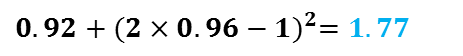 0.92 + (2 × 0.96 − 1)²= 1.77